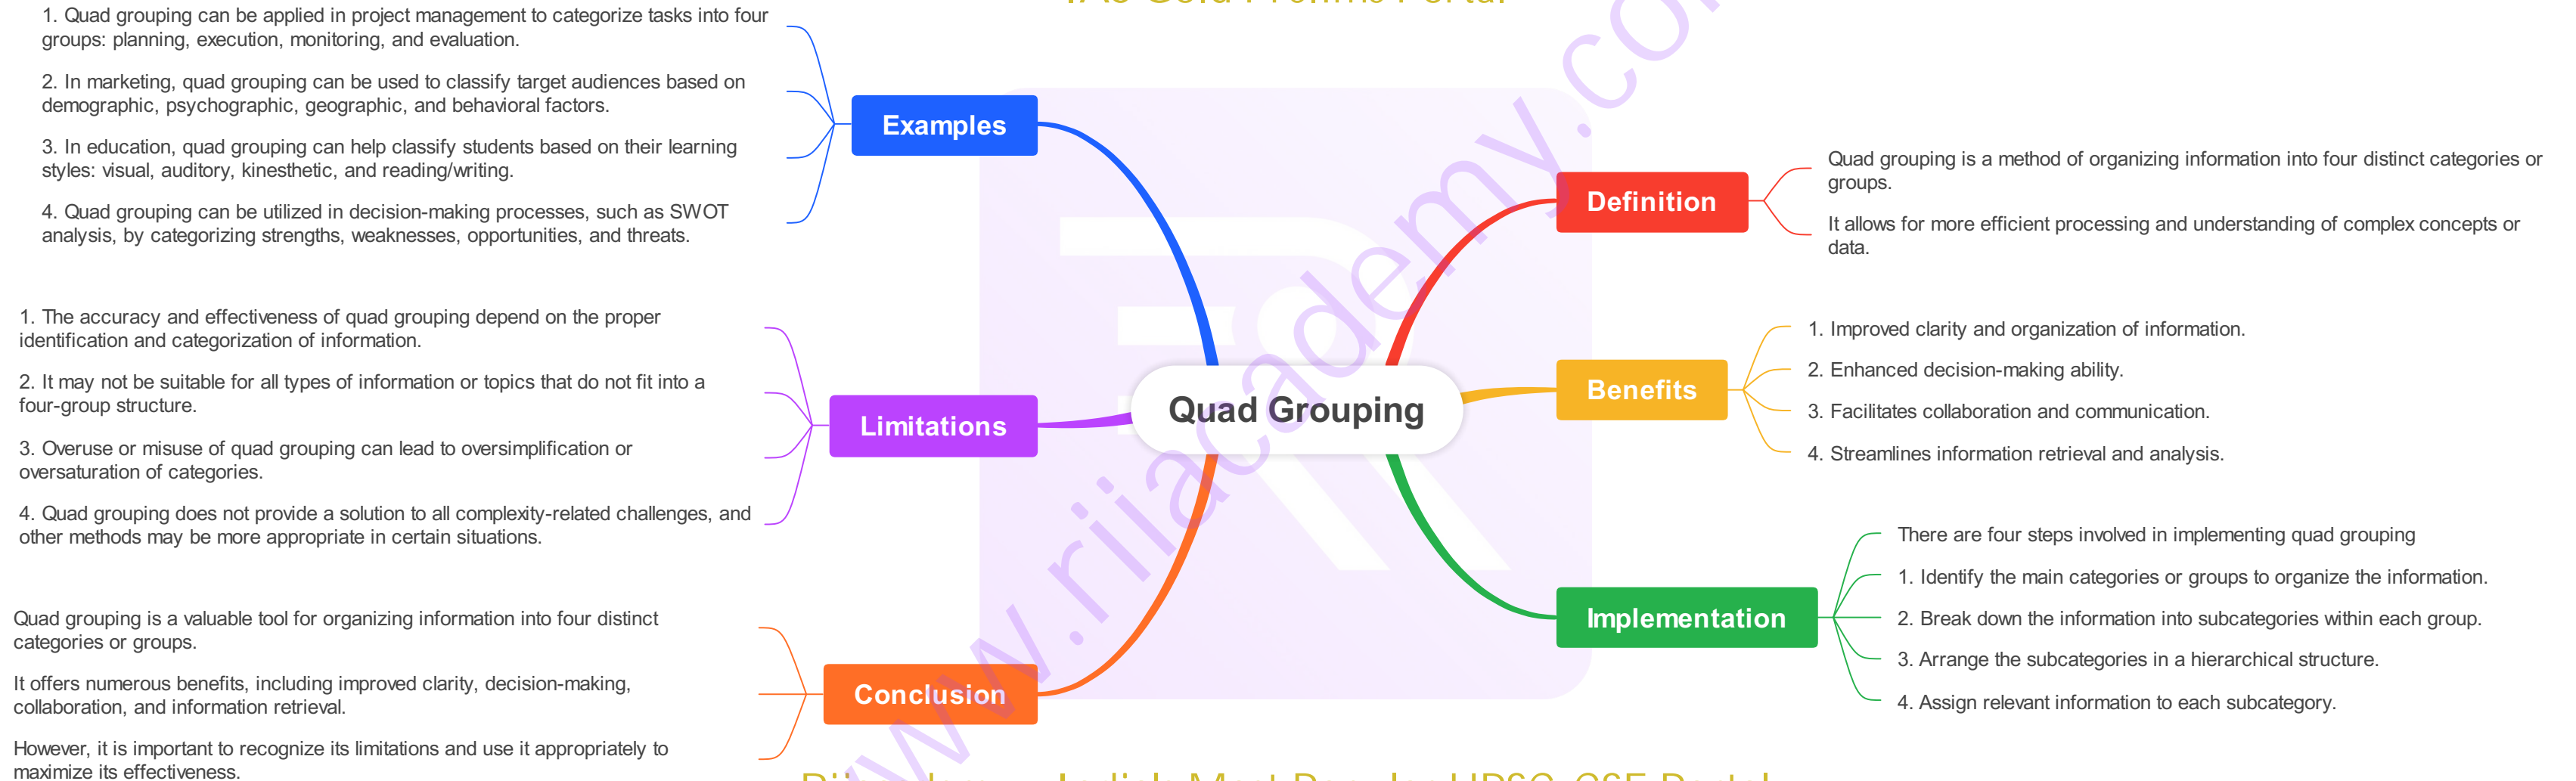 1. Quad grouping can be applied in project management to categorize tasks into four
groups: planning, execution, monitoring, and evaluation.
2. In marketing, quad grouping can be used to classify target audiences based on
demographic, psychographic, geographic, and behavioral factors.
3. In education, quad grouping can help classify students based on their learning
styles: visual, auditory, kinesthetic, and reading/writing.
4. Quad grouping can be utilized in decision-making processes, such as SWOT
analysis, by categorizing strengths, weaknesses, opportunities, and threats.
Examples
1. The accuracy and effectiveness of quad grouping depend on the proper
identification and categorization of information.
2. It may not be suitable for all types of information or topics that do not fit into a
four-group structure.
3. Overuse or misuse of quad grouping can lead to oversimplification or
oversaturation of categories.
4. Quad grouping does not provide a solution to all complexity-related challenges, and
other methods may be more appropriate in certain situations.
Limitations
Quad grouping is a valuable tool for organizing information into four distinct
categories or groups.
It offers numerous benefits, including improved clarity, decision-making,
collaboration, and information retrieval.
However, it is important to recognize its limitations and use it appropriately to
maximize its effectiveness.
Conclusion
Quad Grouping
Definition
Quad grouping is a method of organizing information into four distinct categories or
groups.
It allows for more efficient processing and understanding of complex concepts or
data.
Benefits
1. Improved clarity and organization of information.
2. Enhanced decision-making ability.
3. Facilitates collaboration and communication.
4. Streamlines information retrieval and analysis.
Implementation
There are four steps involved in implementing quad grouping
1. Identify the main categories or groups to organize the information.
2. Break down the information into subcategories within each group.
3. Arrange the subcategories in a hierarchical structure.
4. Assign relevant information to each subcategory.
www.rijiacademy.co